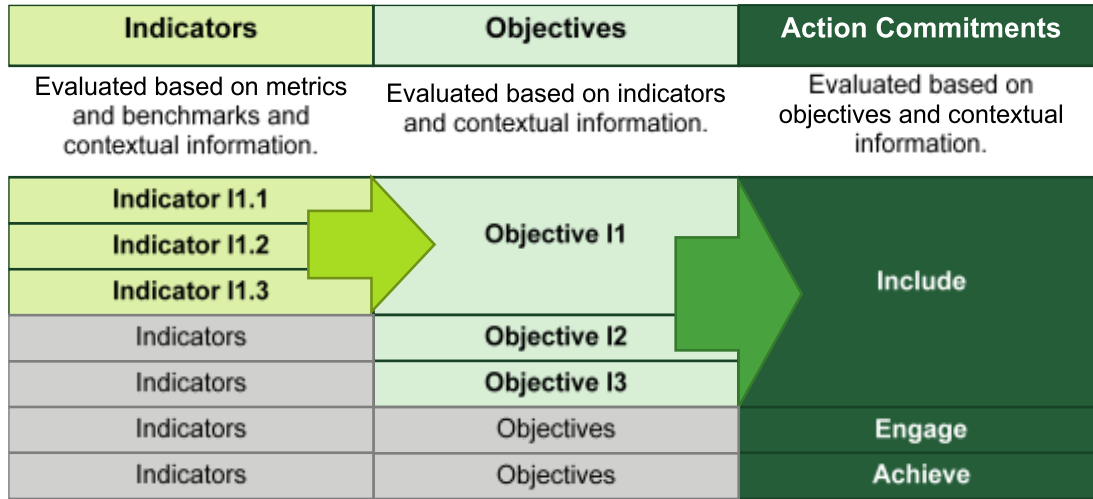 Indicators
Objectives
Action Commitments
Evaluated based on metrics
and benchmarks and
contextual information.
Evaluated based on indicators
and contextual information.
Evaluated based on
objectives and contextual
information.
Indicator I1.1
Indicator I1.2
Indicator I1.3
Objective I1
Include
Indicators
Objective I2
Indicators
Objective I3
Indicators
Objectives
Engage
Indicators
Objectives
Achieve